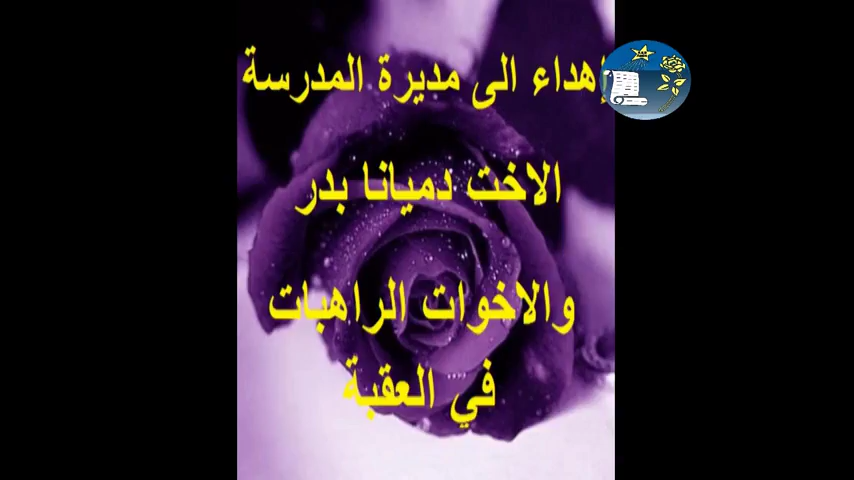 إهداء الى مديرة المدرسة
الاخت دميانا بدر
والاخوات الراهبات
في العقبة